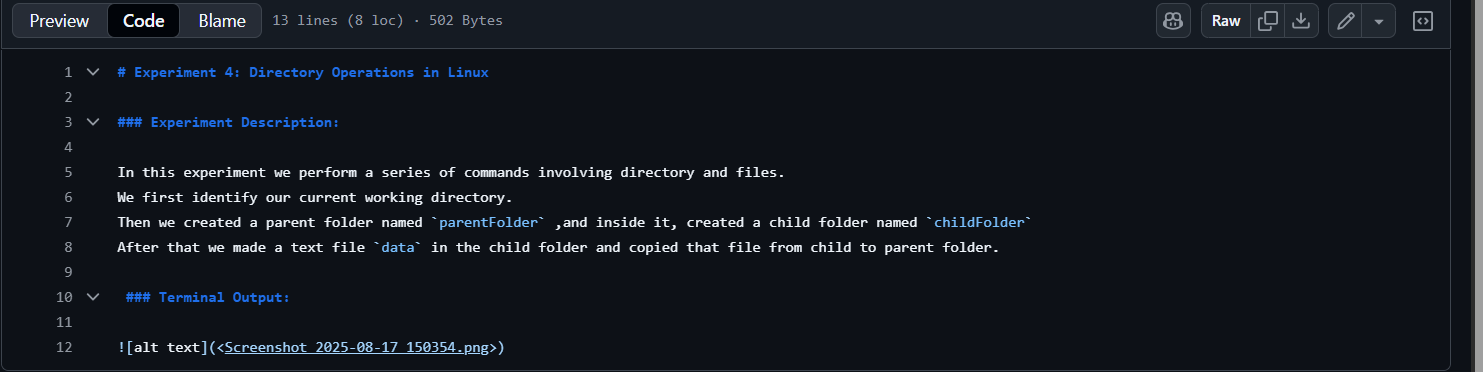 Preview Code Blame 13 lines (8 loc) · 502 Bytes Raw
1 # Experiment 4: Directory Operations in Linux
2
3 ### Experiment Description:
4
5 In this experiment we perform a series of commands involving directory and files.
6 We first identify our current working directory.
7 Then we created a parent folder named `parentFolder` ,and inside it, created a child folder named `childFolder`
8 After that we made a text file `data` in the child folder and copied that file from child to parent folder.
9
10 ### Terminal Output:
11
12 ![alt text](<Screenshot 2025-08-17 150354.png>)